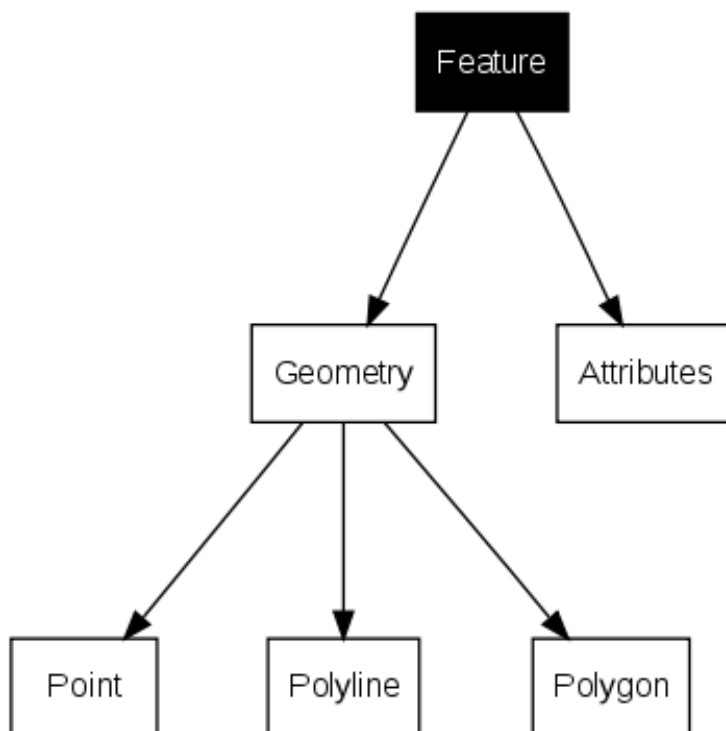 Feature
Geometry
Attributes
Point
Polyline
Polygon